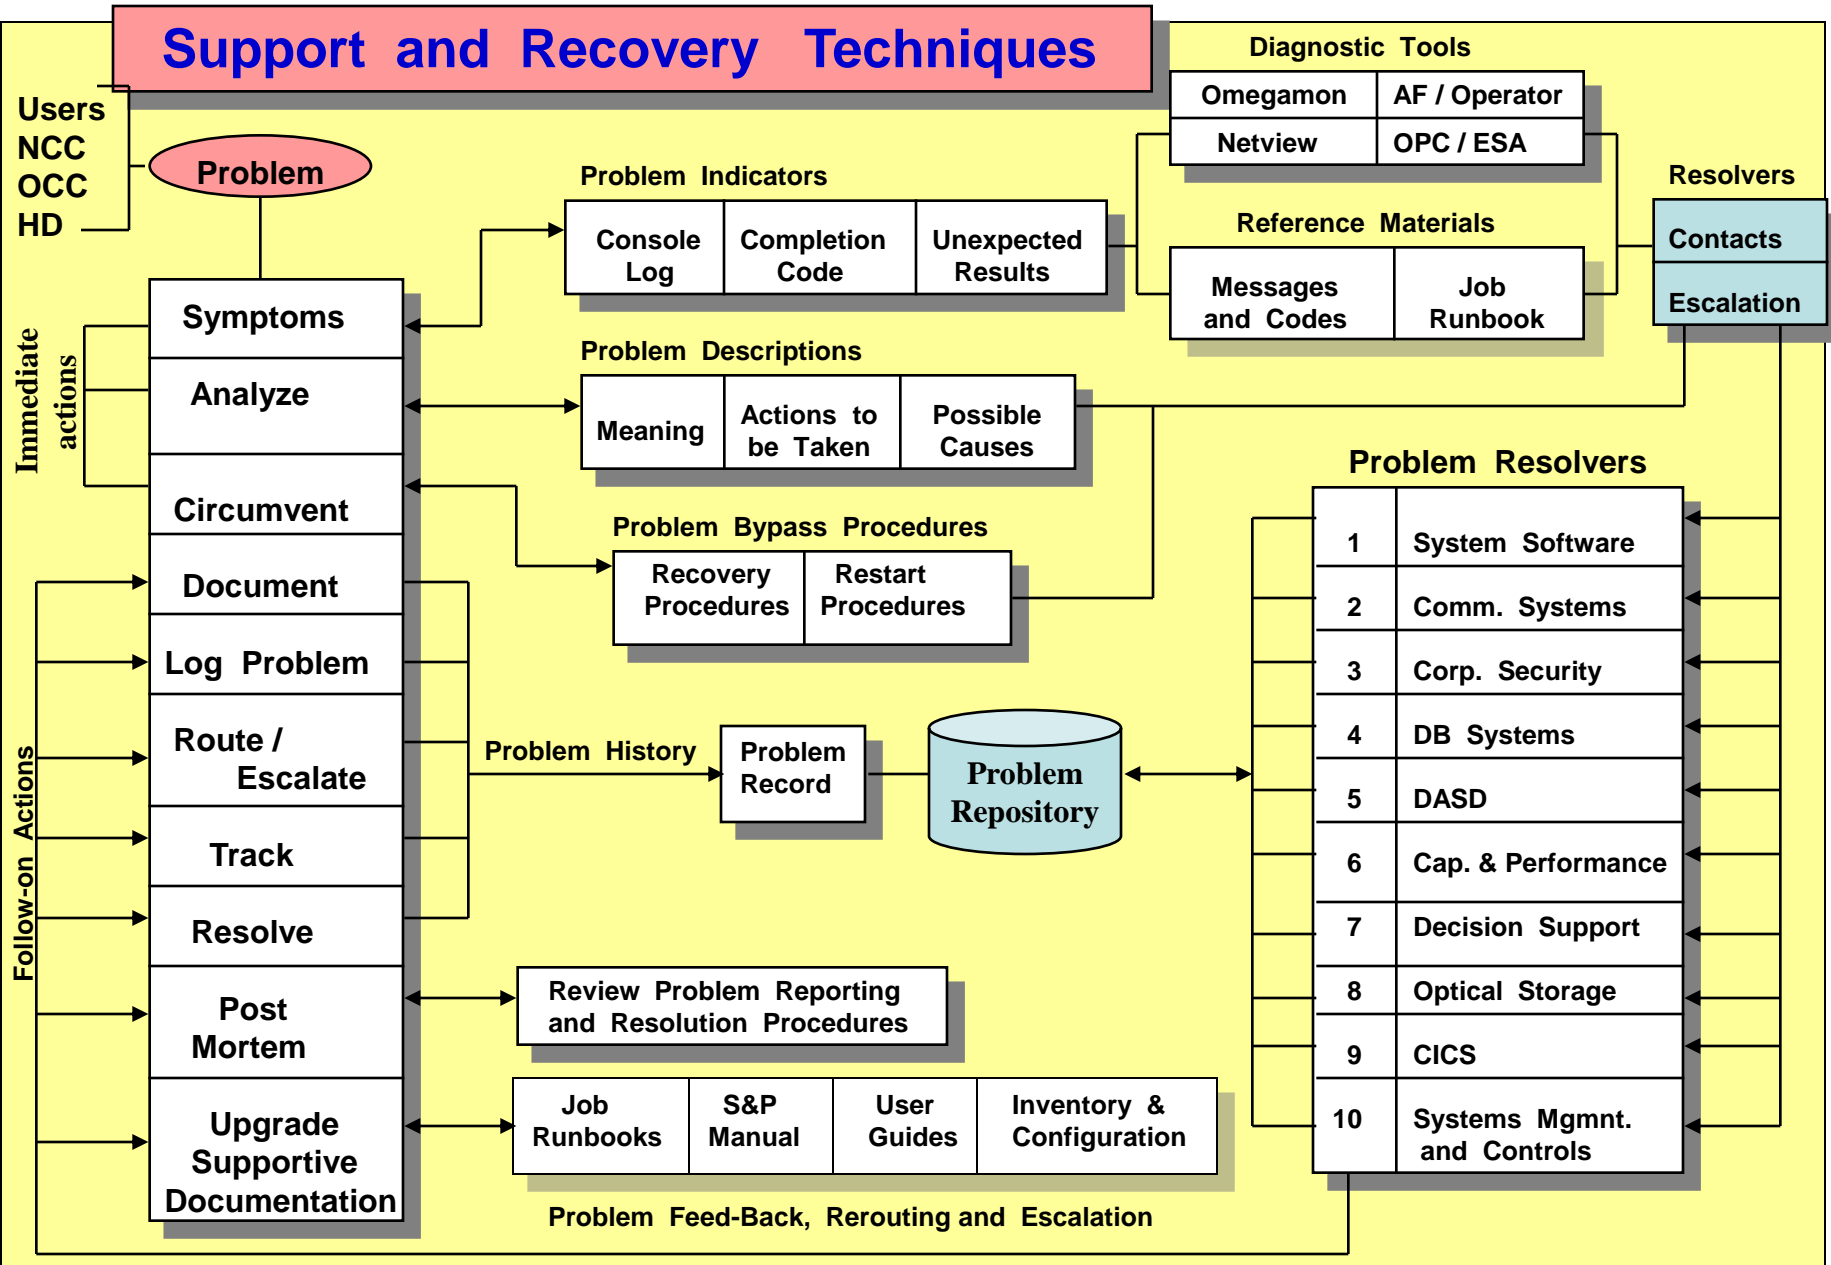 Support and Recovery Techniques
Users
NCC
OCC
HD
Problem
Immediate
actions
Follow-on Actions
Symptoms
Analyze
Circumvent
Document
Log Problem
Route /
Escalate
Track
Resolve
Post
Mortem
Upgrade
Supportive
Documentation
Problem Indicators
Console
Log
Completion
Code
Unexpected
Results
Problem Descriptions
Meaning
Actions to
be Taken
Possible
Causes
Problem Bypass Procedures
Recovery
Procedures
Restart
Procedures
Problem History
Problem
Record
Problem
Repository
Review Problem Reporting
and Resolution Procedures
Job
Runbooks
S&P
Manual
User
Guides
Inventory &
Configuration
Problem Feed-Back, Rerouting and Escalation
Diagnostic Tools
Omegamon
AF / Operator
Netview
OPC / ESA
Reference Materials
Messages
and Codes
Job
Runbook
Resolvers
Contacts
Escalation
Problem Resolvers
1 System Software
2 Comm. Systems
3 Corp. Security
4 DB Systems
5 DASD
6 Cap. & Performance
7 Decision Support
8 Optical Storage
9 CICS
10 Systems Mgmnt.
and Controls